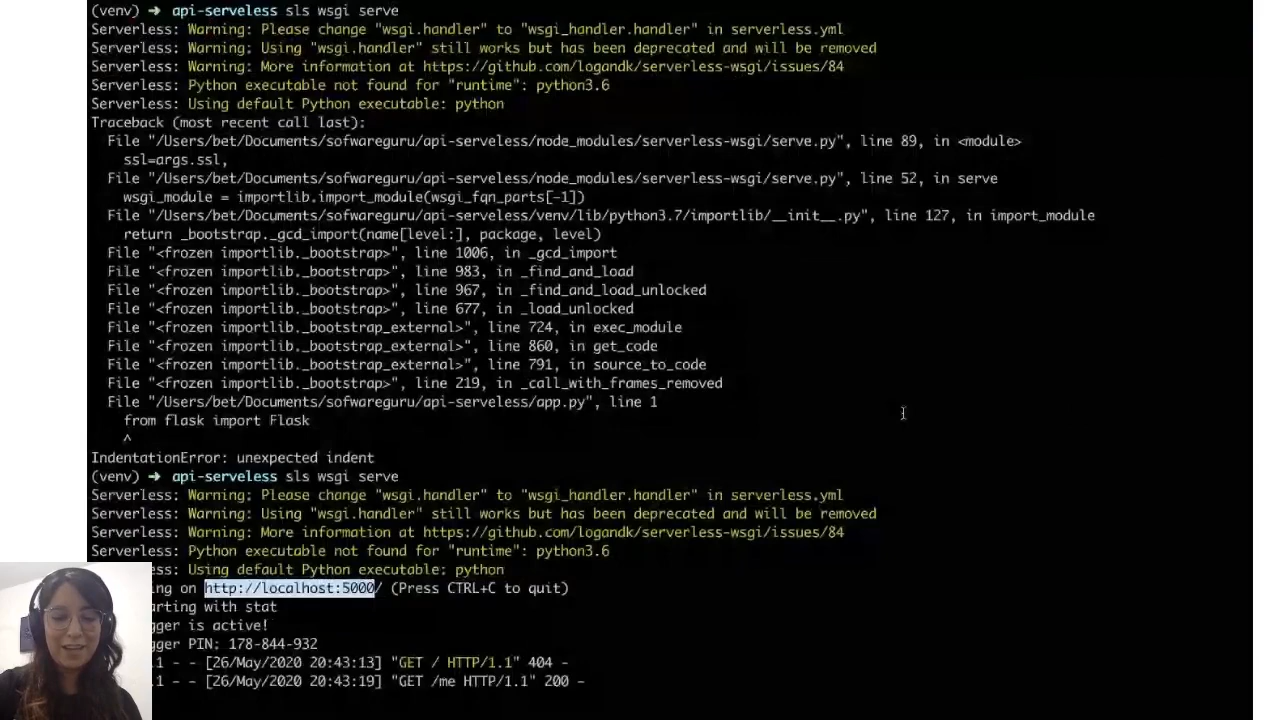 (venv) → api-serveless sls wsgi serve
Serverless: Warning: Please change "wsgi.handler" to "wsgi_handler.handler" in serverless.yml
Serverless: Warning: Using "wsgi.handler" still works but has been deprecated and will be removed
Serverless: Warning: More information at https://github.com/logandk/serverless-wsgi/issues/84
Serverless: Python executable not found for "runtime": python3.6
Serverless: Using default Python executable: python
Traceback (most recent call last):
File "/Users/bet/Documents/sofwareguru/api-serveless/node_modules/serverless-wsgi/serve.py", line 89, in <module>
ssl=args.ssl,
File "/Users/bet/Documents/sofwareguru/api-serveless/node_modules/serverless-wsgi/serve.py", line 52, in serve
wsgi_module = importlib.import_module(wsgi_fqn_parts[-1])
File "/Users/bet/Documents/sofwareguru/api-serveless/venv/lib/python3.7/importlib/__init__.py", line 127, in import_module
return _bootstrap._gcd_import(name[level:], package, level)
File "<frozen importlib._bootstrap>", line 1006, in _gcd_import
File "<frozen importlib._bootstrap>", line 983, in _find_and_load
File "<frozen importlib._bootstrap>", line 967, in _find_and_load_unlocked
File "<frozen importlib._bootstrap>", line 677, in _load_unlocked
File "<frozen importlib._bootstrap_external>", line 724, in exec_module
File "<frozen importlib._bootstrap_external>", line 860, in get_code
File "<frozen importlib._bootstrap_external>", line 791, in source_to_code
File "<frozen importlib._bootstrap>", line 219, in _call_with_frames_removed
File "/Users/bet/Documents/sofwareguru/api-serveless/app.py", line 1
from flask import Flask
^
IndentationError: unexpected indent
(venv) → api-serveless sls wsgi serve
Serverless: Warning: Please change "wsgi.handler" to "wsgi_handler.handler" in serverless.yml
Serverless: Warning: Using "wsgi.handler" still works but has been deprecated and will be removed
Serverless: Warning: More information at https://github.com/logandk/serverless-wsgi/issues/84
Serverless: Python executable not found for "runtime": python3.6
s: Using default Python executable: python
ing on http://localhost:5000/ (Press CTRL+C to quit)
arting with stat
gger is active!
gger PIN: 178-844-932
.1 - - [26/May/2020 20:43:13] "GET / HTTP/1.1" 404 -
.1 - - [26/May/2020 20:43:19] "GET /me HTTP/1.1" 200 -